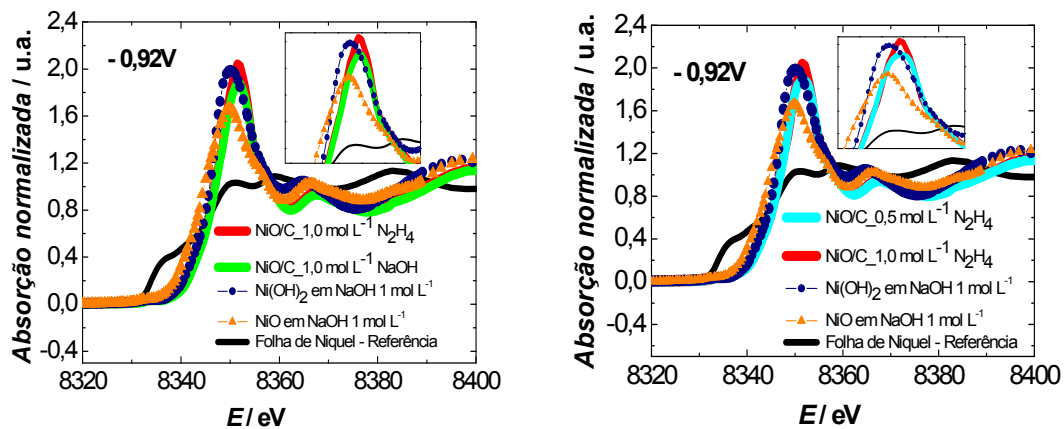 2,4
2,0
1,6
1,2
0,8
0,4
0,0
-0,4
Absorção normalizada / u.a.
- 0,92V
NiO/C_1,0 mol L⁻¹ N₂H₄
NiO/C_1,0 mol L⁻¹ NaOH
Ni(OH)₂ em NaOH 1 mol L⁻¹
NiO em NaOH 1 mol L⁻¹
Folha de Niquel - Referência
8320 8340 8360 8380 8400
E / eV
2,4
2,0
1,6
1,2
0,8
0,4
0,0
-0,4
Absorção normalizada / u.a.
- 0,92V
NiO/C_0,5 mol L⁻¹ N₂H₄
NiO/C_1,0 mol L⁻¹ N₂H₄
Ni(OH)₂ em NaOH 1 mol L⁻¹
NiO em NaOH 1 mol L⁻¹
Folha de Niquel - Referência
8320 8340 8360 8380 8400
E / eV